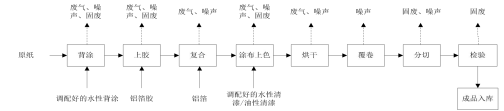 废气、噪声、固废
废气、噪声、固废
废气、噪声
废气、噪声、固废
废气、噪声
噪声
固废、噪声
固废
原纸
背涂
上胶
复合
涂布上色
烘干
覆卷
分切
检验
调配好的水性背涂
铝箔胶
铝箔
调配好的水性清漆/油性清漆
成品入库